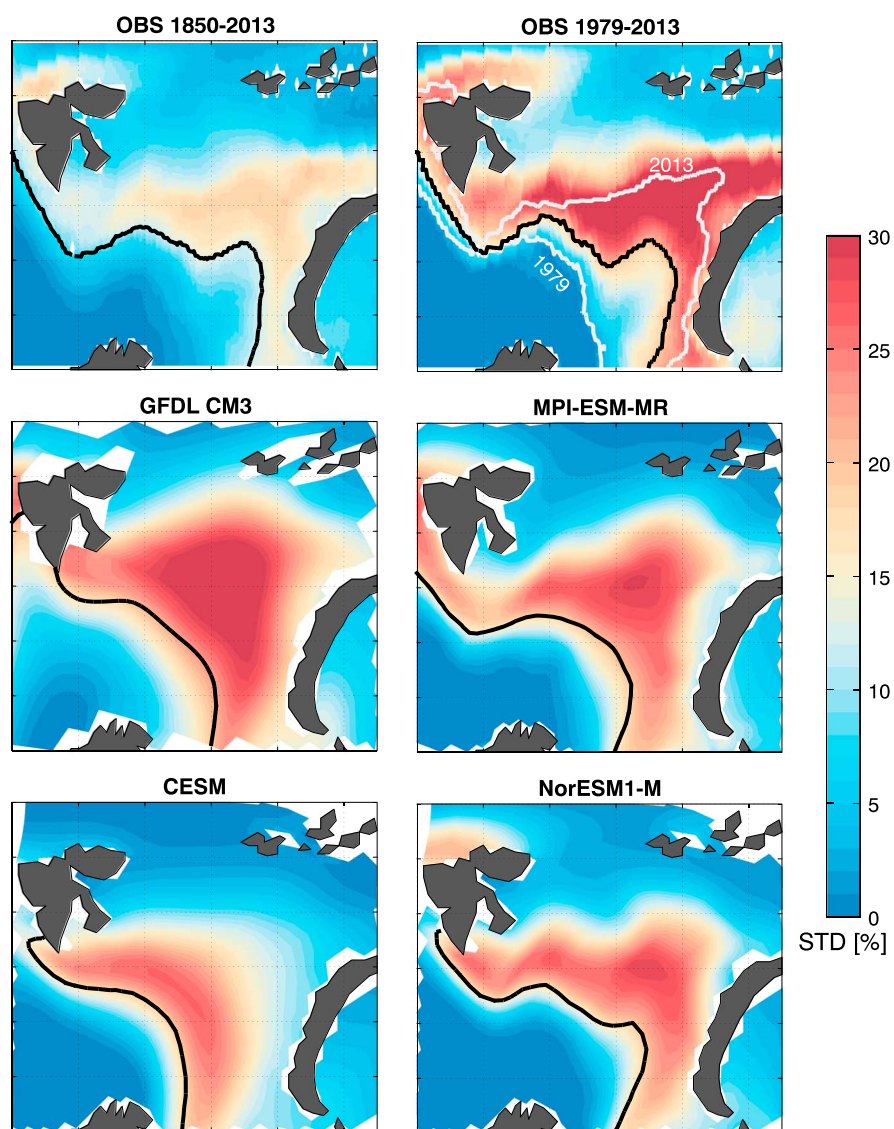 OBS 1850-2013
OBS 1979-2013
2013
1979
GFDL CM3
MPI-ESM-MR
CESM
NorESM1-M
30
25
20
15
10
5
0
STD [%]